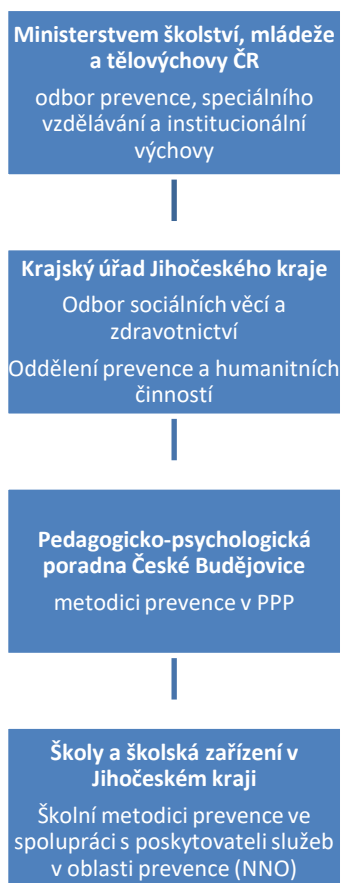 Ministerstvem školství, mládeže
a tělovýchovy ČR
odbor prevence, speciálního
vzdělávání a institucionální
výchovy
Krajský úřad Jihočeského kraje
Odbor sociálních věcí a
zdravotnictví
Oddělení prevence a humanitních
činností
Pedagogicko-psychologická
poradna České Budějovice
metodici prevence v PPP
Školy a školská zařízení v
Jihočeském kraji
Školní metodici prevence ve
spolupráci s poskytovateli služeb
v oblasti prevence (NNO)